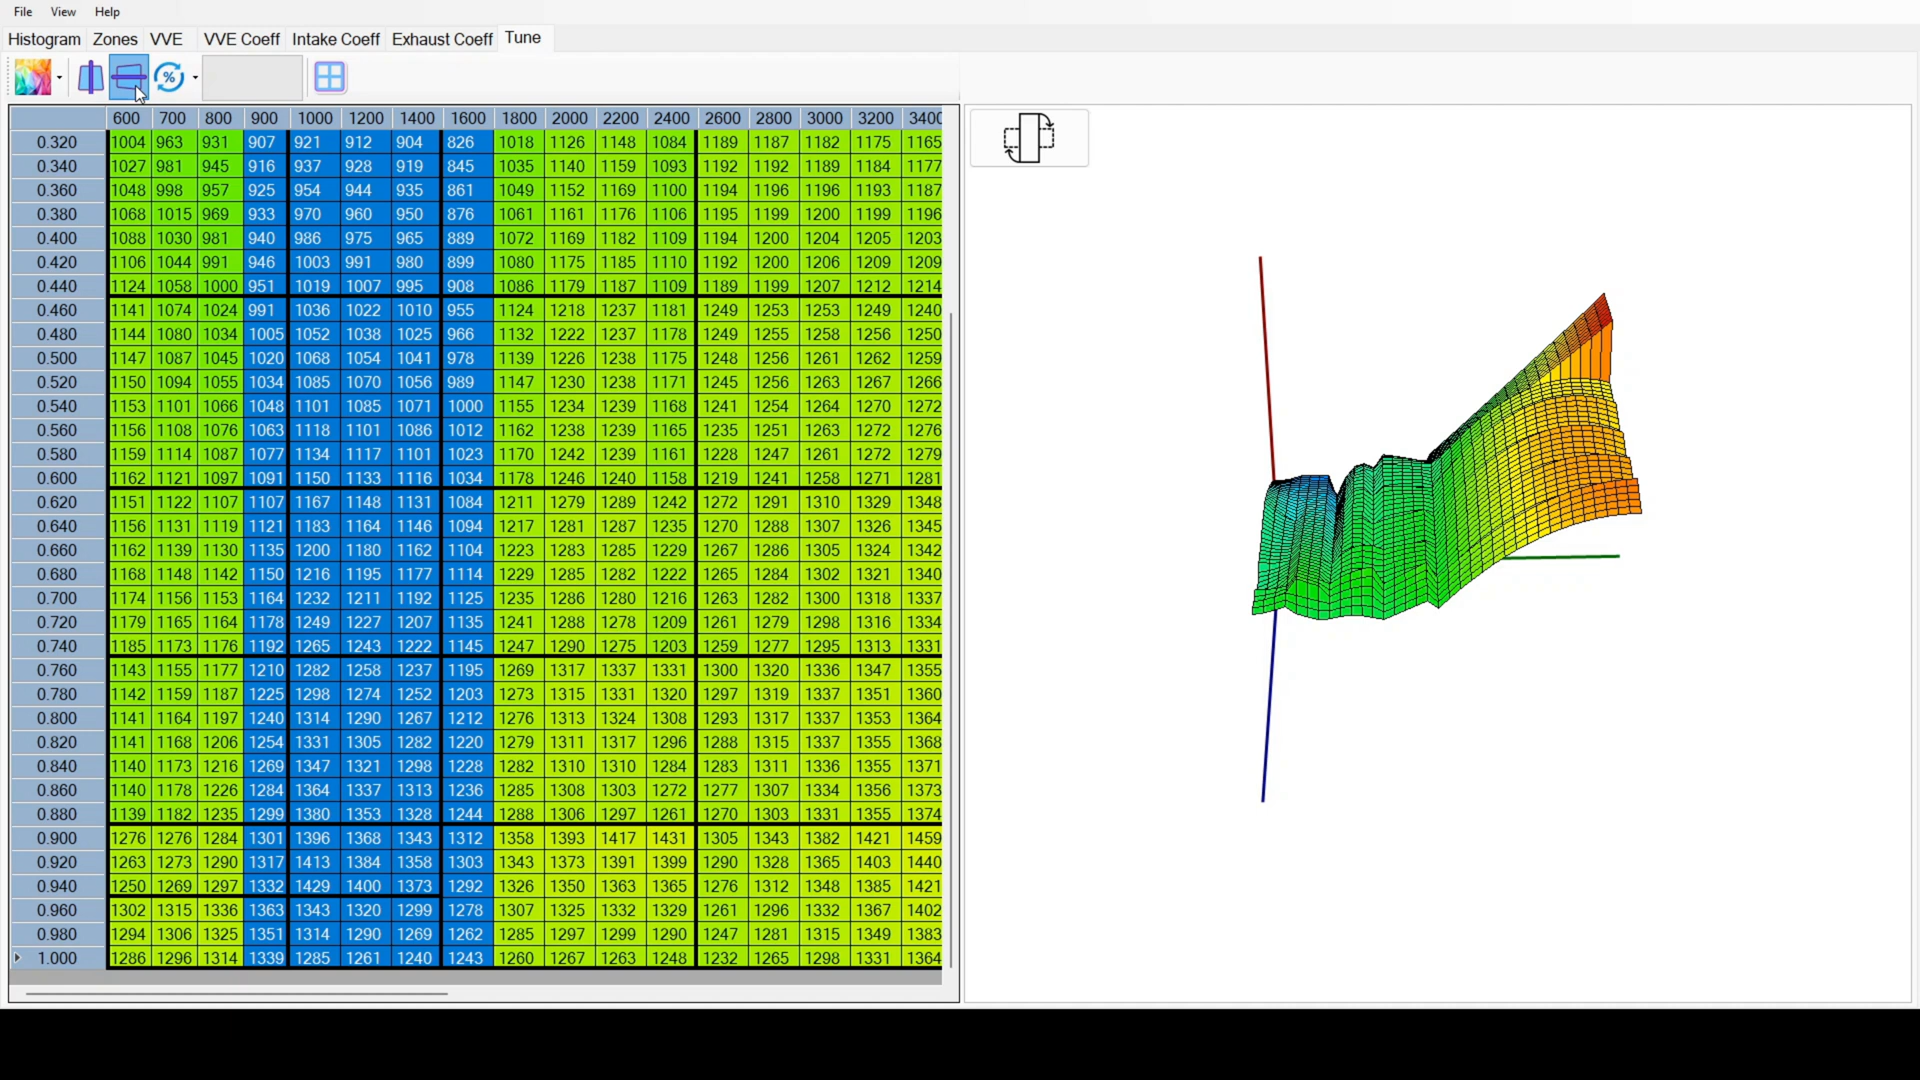 File View Help
Histogram Zones VVE VVE Coeff Intake Coeff Exhaust Coeff Tune
%
600 700 800 900 1000 1200 1400 1600 1800 2000 2200 2400 2600 2800 3000 3200 3400
0.320 1004 963 931 907 921 912 904 826 1018 1126 1148 1084 1189 1187 1182 1175 1165
0.340 1027 981 945 916 937 928 919 845 1035 1140 1159 1093 1192 1192 1189 1184 1177
0.360 1048 998 957 925 954 944 935 861 1049 1152 1169 1100 1194 1196 1196 1193 1187
0.380 1068 1015 969 933 970 960 950 876 1061 1161 1176 1106 1195 1199 1200 1199 1196
0.400 1088 1030 981 940 986 975 965 889 1072 1169 1182 1109 1194 1200 1204 1205 1203
0.420 1106 1044 991 946 1003 991 980 899 1080 1175 1185 1110 1192 1200 1206 1209 1209
0.440 1124 1058 1000 951 1019 1007 995 908 1086 1179 1187 1109 1189 1199 1207 1212 1214
0.460 1141 1074 1024 991 1036 1022 1010 955 1124 1218 1237 1181 1249 1253 1253 1249 1240
0.480 1144 1080 1034 1005 1052 1038 1025 966 1132 1222 1237 1178 1249 1255 1258 1256 1250
0.500 1147 1087 1045 1020 1068 1054 1041 978 1139 1226 1238 1175 1248 1256 1261 1262 1259
0.520 1150 1094 1055 1034 1085 1070 1056 989 1147 1230 1238 1171 1245 1256 1263 1267 1266
0.540 1153 1101 1066 1048 1101 1085 1071 1000 1155 1234 1239 1168 1241 1254 1264 1270 1272
0.560 1156 1108 1076 1063 1118 1101 1086 1012 1162 1238 1239 1165 1235 1251 1263 1272 1276
0.580 1159 1114 1087 1077 1134 1117 1101 1023 1170 1242 1239 1161 1228 1247 1261 1272 1279
0.600 1162 1121 1097 1091 1150 1133 1116 1034 1178 1246 1240 1158 1219 1241 1258 1271 1281
0.620 1151 1122 1107 1107 1167 1148 1131 1084 1211 1279 1289 1242 1272 1291 1310 1329 1348
0.640 1156 1131 1119 1121 1183 1164 1146 1094 1217 1281 1287 1235 1270 1288 1307 1326 1345
0.660 1162 1139 1130 1135 1200 1180 1162 1104 1223 1283 1285 1229 1267 1286 1305 1324 1342
0.680 1168 1148 1142 1150 1216 1195 1177 1114 1229 1285 1282 1222 1265 1284 1302 1321 1340
0.700 1174 1156 1153 1164 1232 1211 1192 1125 1235 1286 1280 1216 1263 1282 1300 1318 1337
0.720 1179 1165 1164 1178 1249 1227 1207 1135 1241 1288 1278 1209 1261 1279 1298 1316 1334
0.740 1185 1173 1176 1192 1265 1243 1222 1145 1247 1290 1275 1203 1259 1277 1295 1313 1331
0.760 1143 1155 1177 1210 1282 1258 1237 1195 1269 1317 1337 1331 1300 1320 1336 1347 1355
0.780 1142 1159 1187 1225 1298 1274 1252 1203 1273 1315 1331 1320 1297 1319 1337 1351 1360
0.800 1141 1164 1197 1240 1314 1290 1267 1212 1276 1313 1324 1308 1293 1317 1337 1353 1364
0.820 1141 1168 1206 1254 1331 1305 1282 1220 1279 1311 1317 1296 1288 1315 1337 1355 1368
0.840 1140 1173 1216 1269 1347 1321 1298 1228 1282 1310 1310 1284 1283 1311 1336 1355 1371
0.860 1140 1178 1226 1284 1364 1337 1313 1236 1285 1308 1303 1272 1277 1307 1334 1356 1373
0.880 1139 1182 1235 1299 1380 1353 1328 1244 1288 1306 1297 1261 1270 1303 1331 1355 1374
0.900 1276 1276 1284 1301 1396 1368 1343 1312 1358 1393 1417 1431 1305 1343 1382 1421 1459
0.920 1263 1273 1290 1317 1413 1384 1358 1303 1343 1373 1391 1399 1290 1328 1365 1403 1440
0.940 1250 1269 1297 1332 1429 1400 1373 1292 1326 1350 1363 1365 1276 1312 1348 1385 1421
0.960 1302 1315 1336 1363 1343 1320 1299 1278 1307 1325 1332 1329 1261 1296 1332 1367 1402
0.980 1294 1306 1325 1351 1314 1290 1269 1262 1285 1297 1299 1290 1247 1281 1315 1349 1383
1.000 1286 1296 1314 1339 1285 1261 1240 1243 1260 1267 1263 1248 1232 1265 1298 1331 1364